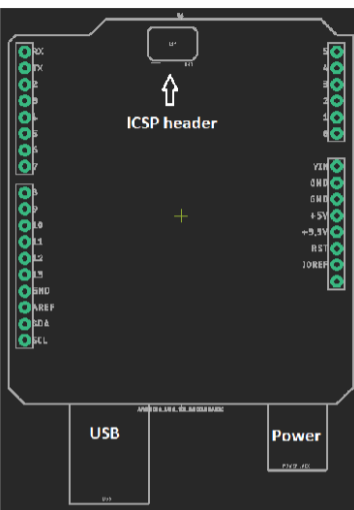 RX
TX
2
3
4
5
6
7
8
9
10
11
12
13
GND
AREF
SDA
SCL
ICSP header
5
4
3
2
1
0
VIN
GND
GND
+5V
+3.3V
RST
IOREF
USB
Power